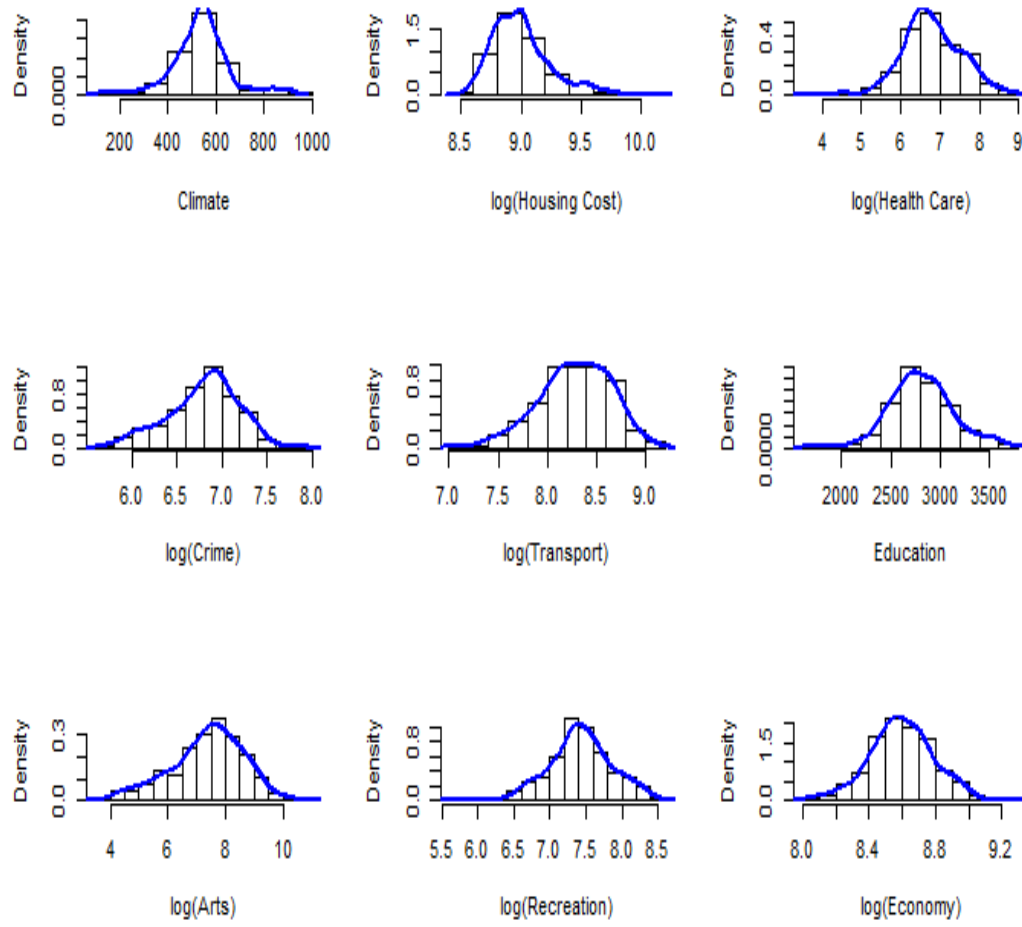 Density
0.000
200 400 600 800 1000
Climate
Density
0.0 1.5
8.5 9.0 9.5 10.0
log(Housing Cost)
Density
0.0 0.4
4 5 6 7 8 9
log(Health Care)
Density
0.0 0.8
6.0 6.5 7.0 7.5 8.0
log(Crime)
Density
0.0 0.8
7.0 7.5 8.0 8.5 9.0
log(Transport)
Density
0.0000
2000 2500 3000 3500
Education
Density
0.0 0.3
4 6 8 10
log(Arts)
Density
0.0 0.8
5.5 6.0 6.5 7.0 7.5 8.0 8.5
log(Recreation)
Density
0.0 1.5
8.0 8.4 8.8 9.2
log(Economy)